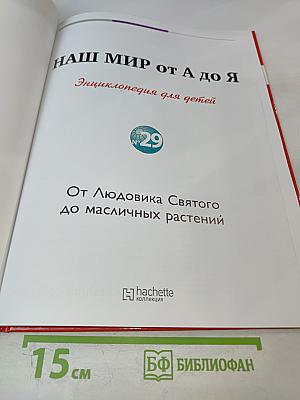 НАШ МИР от А до Я
Энциклопедия для детей
№29
От Людовика Святого
до масличных растений
hachette
КОЛЛЕКЦИЯ
15 см
БФ БИБЛИОФАН